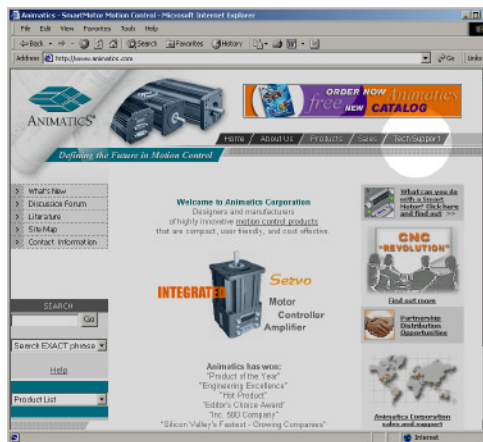 Animatics - SmartMotor Motion Control - Microsoft Internet Explorer
File Edit View Favorites Tools Help
Back Search Favorites History
Address http://www.animatics.com Go Links
ORDER NOW Animatics
free NEW CATALOG
ANIMATICS
Home / About Us / Products / Sales / Tech Support
Defining the Future in Motion Control
What's New
Discussion Forum
Literature
Site Map
Contact Information
SEARCH
Go
Search EXACT phrase
Help
Product List
Welcome to Animatics Corporation
Designers and manufacturers
of highly innovative motion control products
that are compact, user friendly, and cost effective.
INTEGRATED
Servo
Motor
Controller
Amplifier
Animatics has won:
"Product of the Year"
"Engineering Excellence"
"Hot Product"
"Editor's Choice Award"
"Inc. 500 Company"
"Silicon Valley's Fastest - Growing Companies"
What can you do
with a Smart
Motor? Click here
and find out >>
CNC
"REVOLUTION"
Find out more
Partnership
Distribution
Opportunities
Animatics Corporation
sales and support
Internet